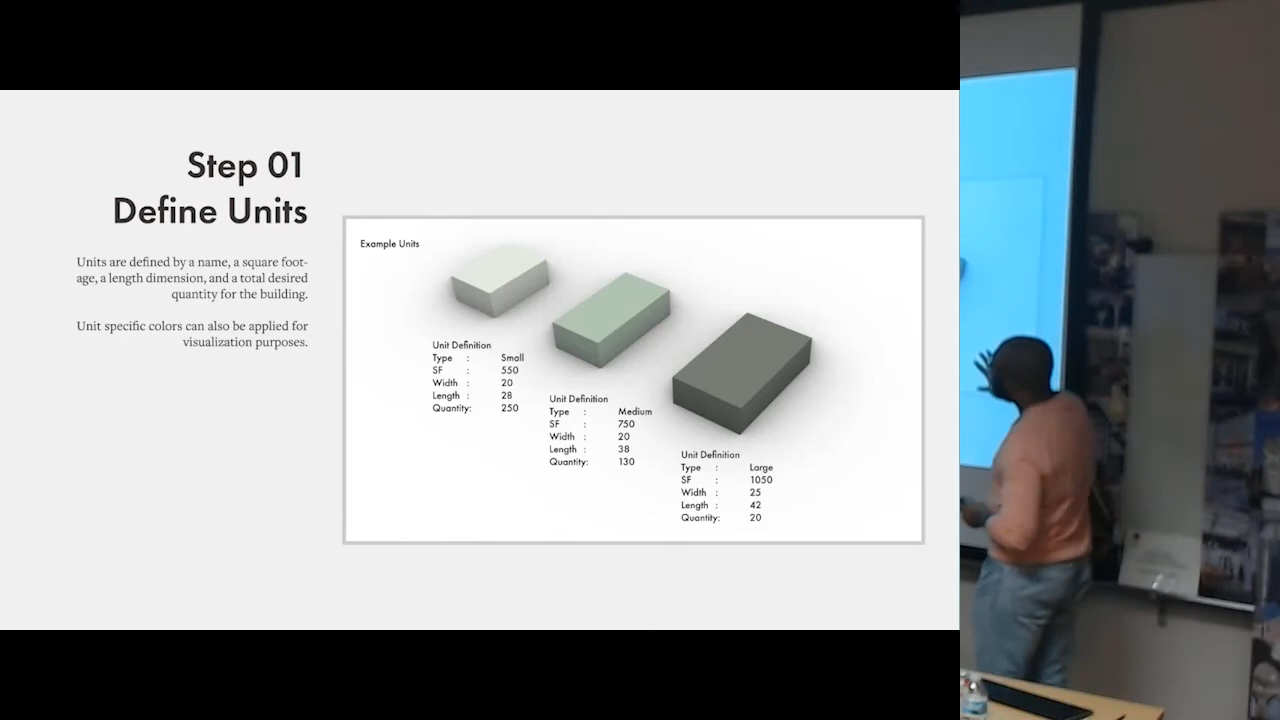 Step 01
Define Units
Units are defined by a name, a square foot-
age, a length dimension, and a total desired
quantity for the building.
Unit specific colors can also be applied for
visualization purposes.
Example Units
Unit Definition
Type : Small
SF : 550
Width : 20
Length : 28
Quantity: 250
Unit Definition
Type : Medium
SF : 750
Width : 20
Length : 38
Quantity: 130
Unit Definition
Type : Large
SF : 1050
Width : 25
Length : 42
Quantity: 20